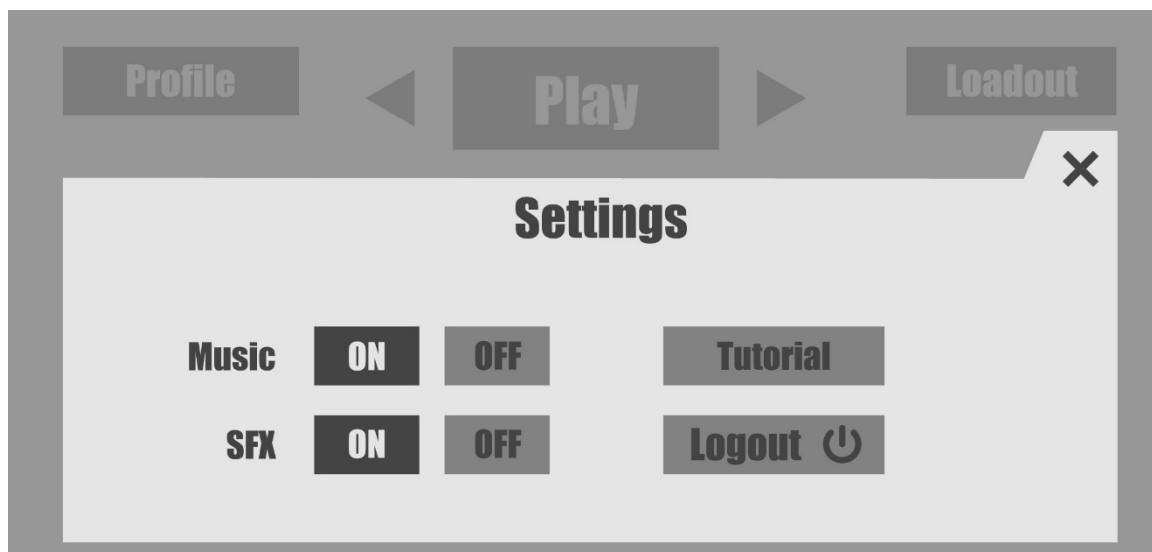 Profile
Play
Loadout
Settings
Music ON OFF Tutorial
SFX ON OFF Logout